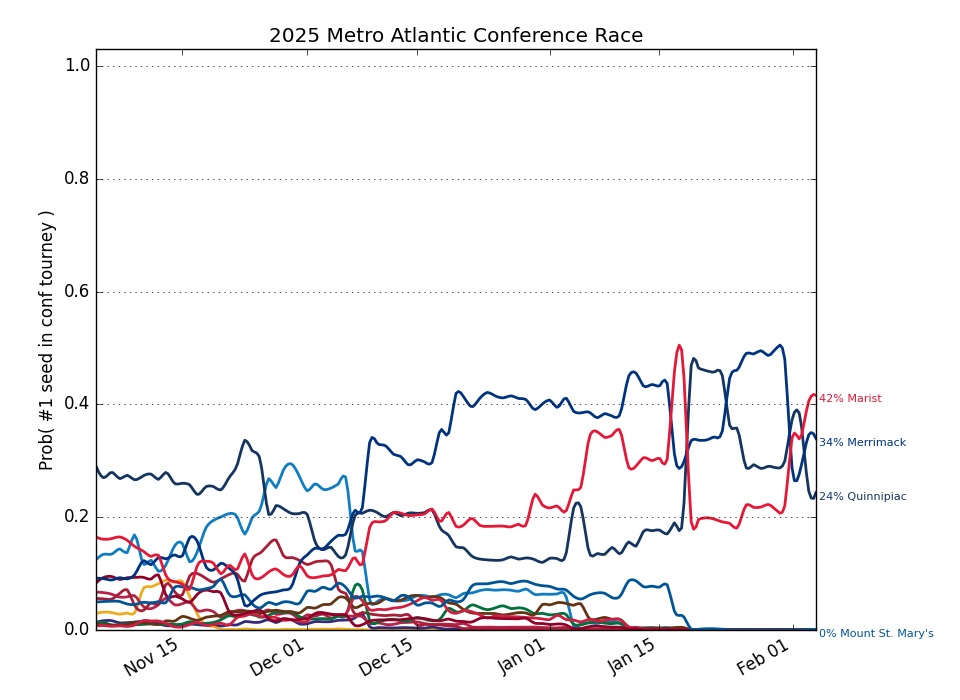 2025 Metro Atlantic Conference Race
Prob( #1 seed in conf tourney )
1.0
0.8
0.6
0.4
0.2
0.0
42% Marist
34% Merrimack
24% Quinnipiac
0% Mount St. Mary's
Nov 15
Dec 01
Dec 15
Jan 01
Jan 15
Feb 01